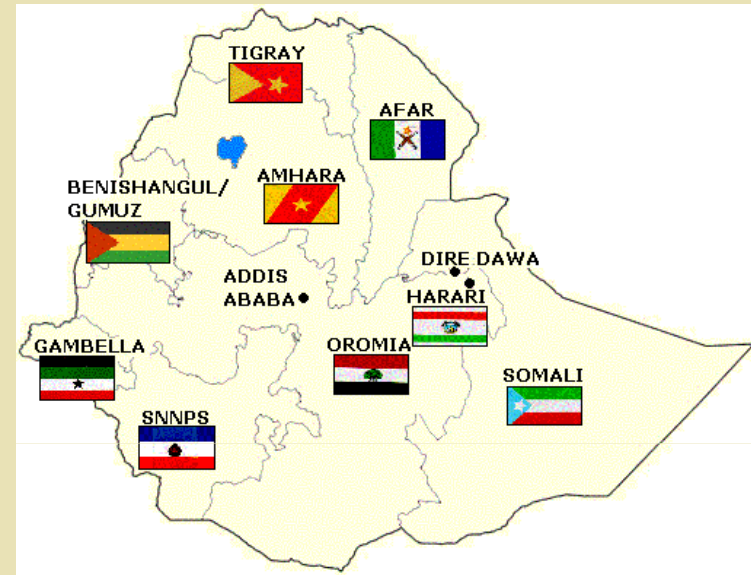 TIGRAY
AFAR
BENISHANGUL/
GUMUZ
AMHARA
DIRE DAWA
ADDIS
ABABA
HARARI
GAMBELLA
OROMIA
SOMALI
SNNPS